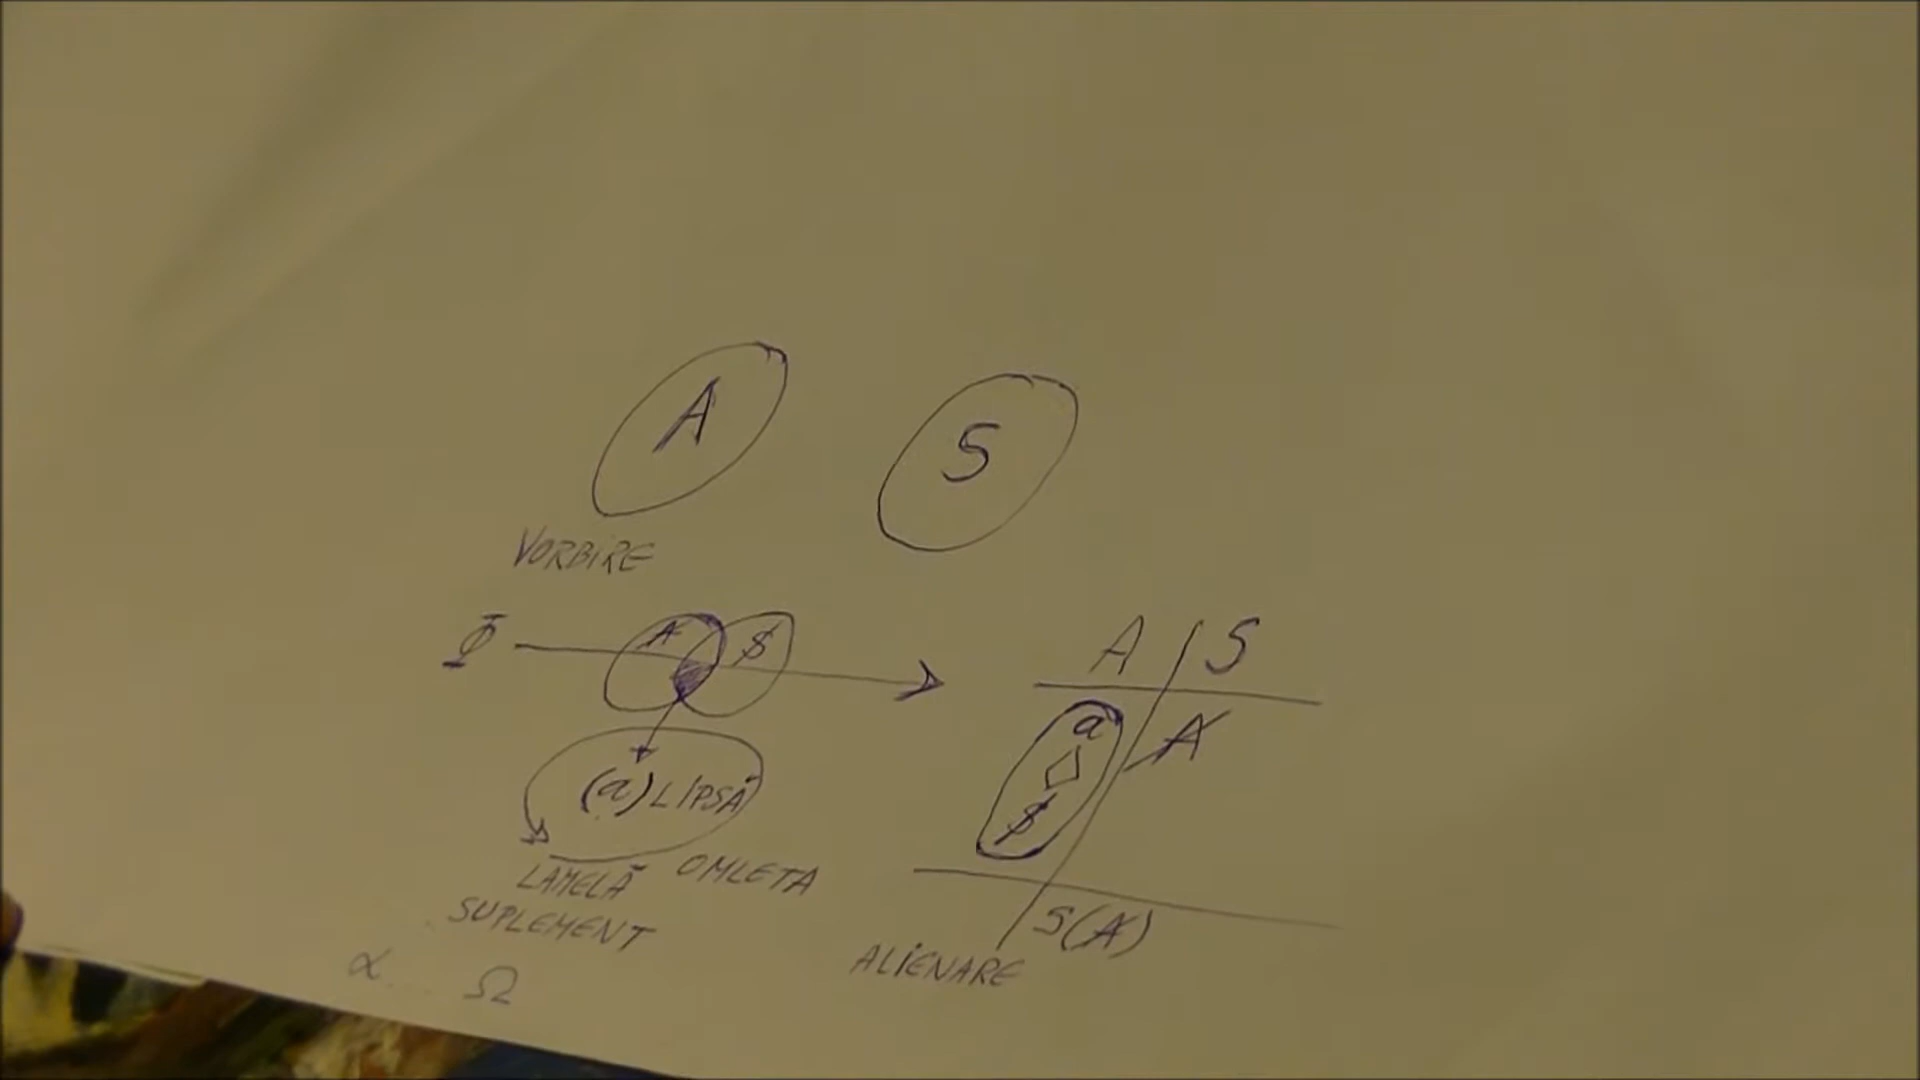 A S
VORBIRE
Φ A̸ $ A S
a A̸
◇
(a) LIPSĂ $
LAMELĂ OMLETA
SUPLEMENT S(A̸)
ALIENARE
α... Ω